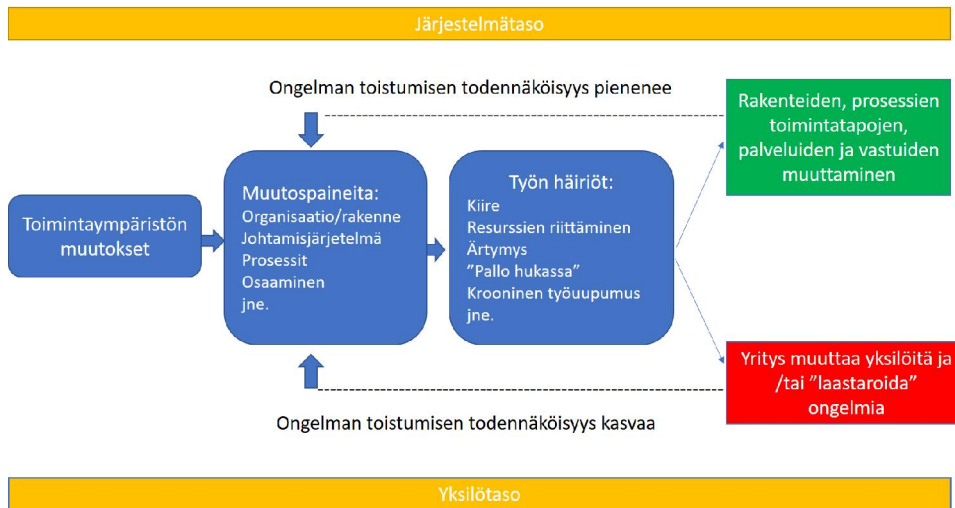 Järjestelmätaso
Ongelman toistumisen todennäköisyys pienenee
Rakenteiden, prosessien
toimintatapojen,
palveluiden ja vastuiden
muuttaminen
Toimintaympäristön
muutokset
Muutospaineita:
Organisaatio/rakenne
Johtamisjärjetelmä
Prosessit
Osaaminen
jne.
Työn häiriöt:
Kiire
Resurssien riittäminen
Ärtymys
”Pallo hukassa”
Krooninen työuupumus
jne.
Yritys muuttaa yksilöitä ja
/tai ”laastaroida”
ongelmia
Ongelman toistumisen todennäköisyys kasvaa
Yksilötaso